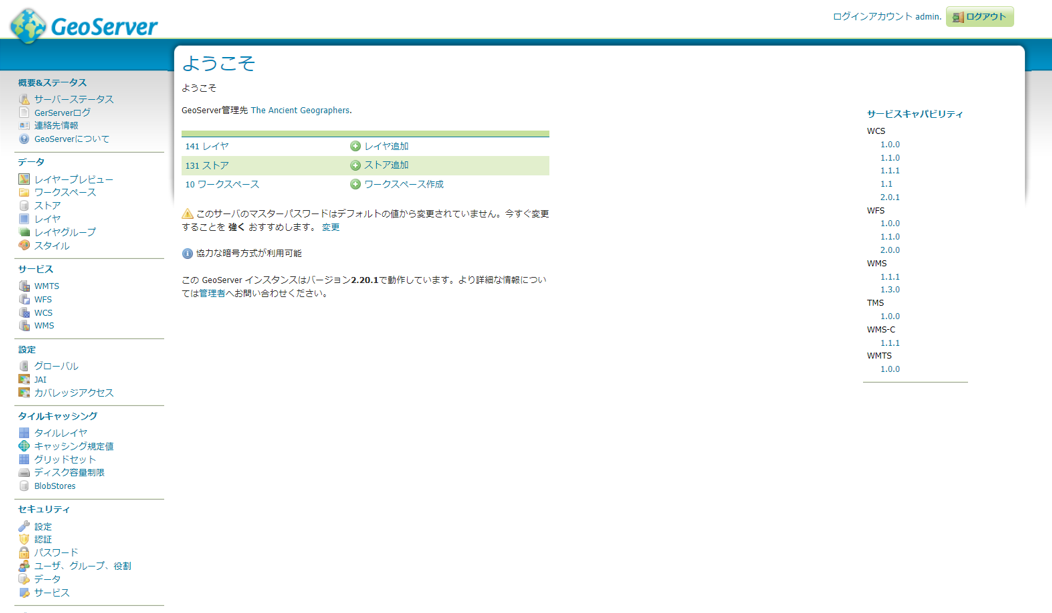 GeoServer
ログインアカウント admin.
ログアウト
概要&ステータス
サーバーステータス
GerServerログ
連絡先情報
GeoServerについて
データ
レイヤープレビュー
ワークスペース
ストア
レイヤ
レイヤグループ
スタイル
サービス
WMTS
WFS
WCS
WMS
設定
グローバル
JAI
カバレッジアクセス
タイルキャッシング
タイルレイヤ
キャッシング規定値
グリッドセット
ディスク容量制限
BlobStores
セキュリティ
設定
認証
パスワード
ユーザ、グループ、役割
データ
サービス
ようこそ
ようこそ
GeoServer管理先 The Ancient Geographers.
141 レイヤ レイヤ追加
131 ストア ストア追加
10 ワークスペース ワークスペース作成
このサーバのマスターパスワードはデフォルトの値から変更されていません。今すぐ変更
することを 強く おすすめします。 変更
協力な暗号方式が利用可能
この GeoServer インスタンスはバージョン2.20.1で動作しています。より詳細な情報につい
ては管理者へお問い合わせください。
サービスキャパビリティ
WCS
1.0.0
1.1.0
1.1.1
1.1
2.0.1
WFS
1.0.0
1.1.0
2.0.0
WMS
1.1.1
1.3.0
TMS
1.0.0
WMS-C
1.1.1
WMTS
1.0.0